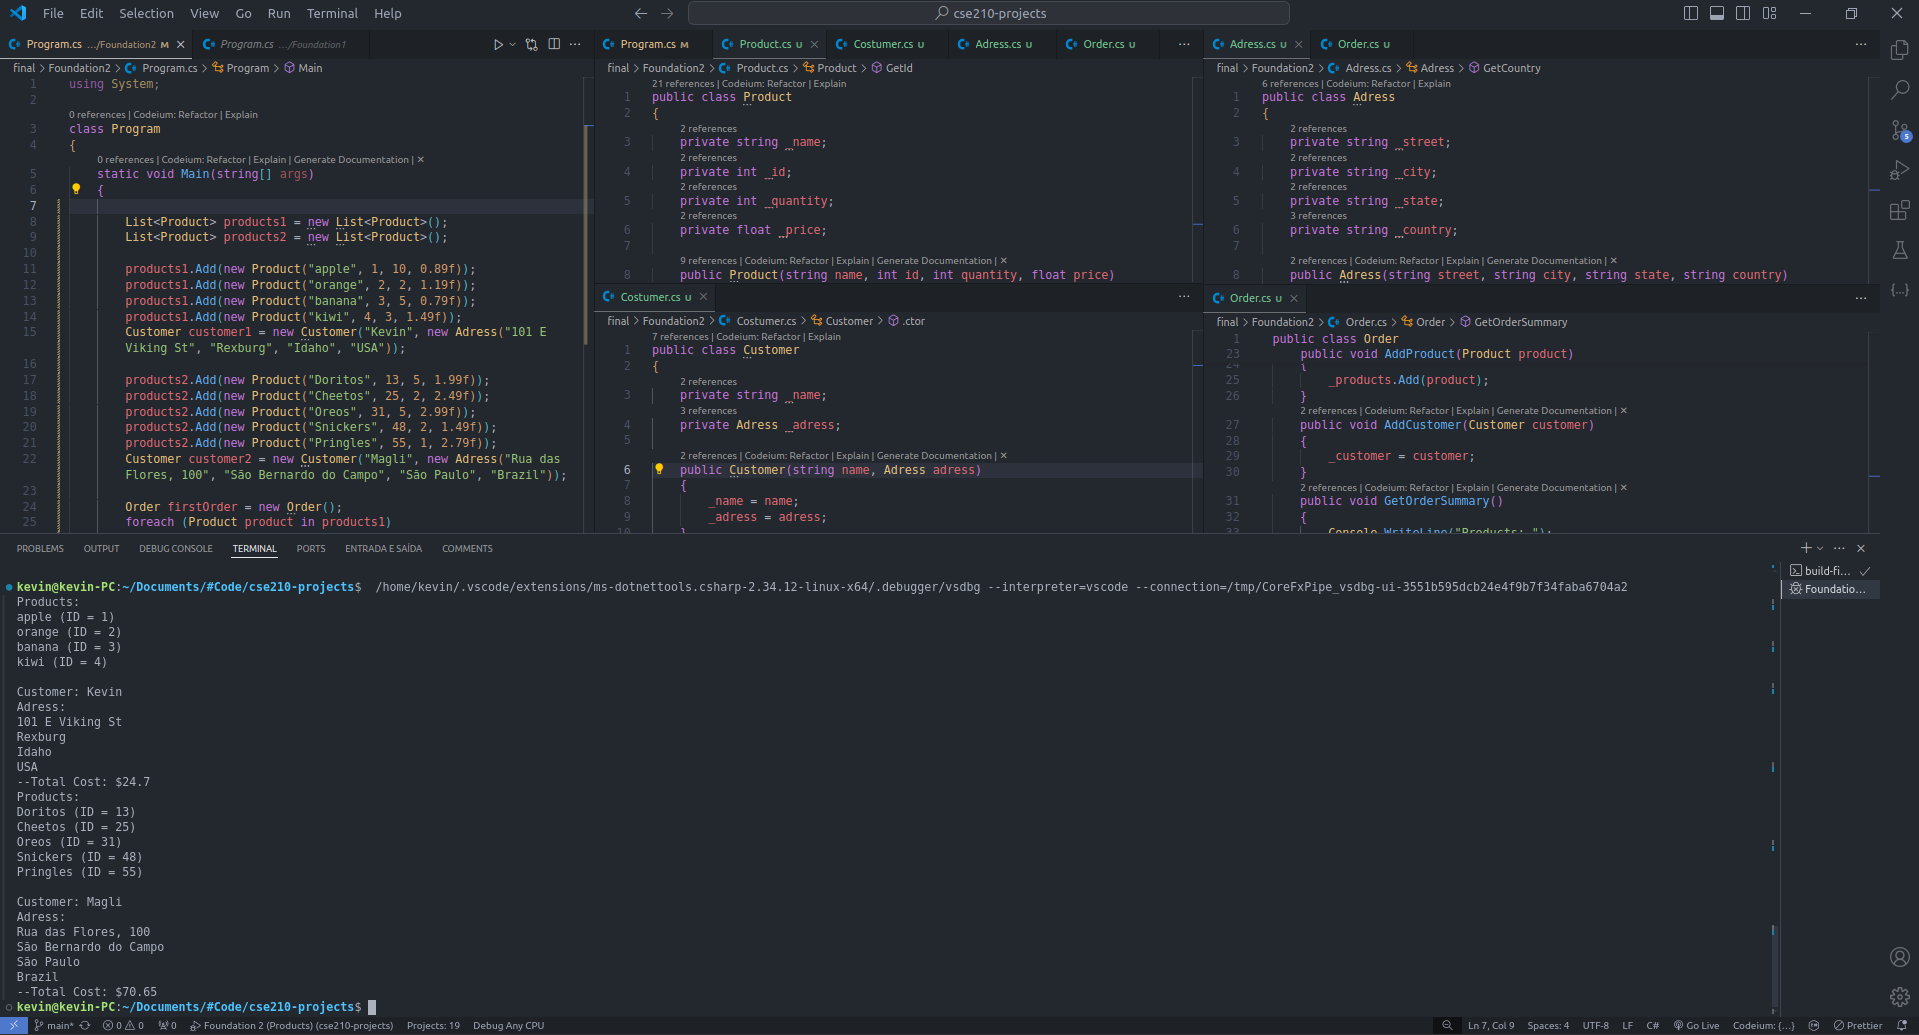 File Edit Selection View Go Run Terminal Help
cse210-projects
Program.cs .../Foundation2 M
Program.cs .../Foundation1
final > Foundation2 > Program.cs > Program > Main
1 using System;
2
0 references | Codeium: Refactor | Explain
3 class Program
4 {
0 references | Codeium: Refactor | Explain | Generate Documentation | ×
5 static void Main(string[] args)
6 {
7
8 List<Product> products1 = new List<Product>();
9 List<Product> products2 = new List<Product>();
10
11 products1.Add(new Product("apple", 1, 10, 0.89f));
12 products1.Add(new Product("orange", 2, 2, 1.19f));
13 products1.Add(new Product("banana", 3, 5, 0.79f));
14 products1.Add(new Product("kiwi", 4, 3, 1.49f));
15 Customer customer1 = new Customer("Kevin", new Adress("101 E
Viking St", "Rexburg", "Idaho", "USA"));
16
17 products2.Add(new Product("Doritos", 13, 5, 1.99f));
18 products2.Add(new Product("Cheetos", 25, 2, 2.49f));
19 products2.Add(new Product("Oreos", 31, 5, 2.99f));
20 products2.Add(new Product("Snickers", 48, 2, 1.49f));
21 products2.Add(new Product("Pringles", 55, 1, 2.79f));
22 Customer customer2 = new Customer("Magli", new Adress("Rua das
Flores, 100", "São Bernardo do Campo", "São Paulo", "Brazil"));
23
24 Order firstOrder = new Order();
25 foreach (Product product in products1)
Program.cs M
Product.cs U
Costumer.cs U
Adress.cs U
Order.cs U
final > Foundation2 > Product.cs > Product > GetId
21 references | Codeium: Refactor | Explain
1 public class Product
2 {
2 references
3 private string _name;
2 references
4 private int _id;
2 references
5 private int _quantity;
2 references
6 private float _price;
7
9 references | Codeium: Refactor | Explain | Generate Documentation | ×
8 public Product(string name, int id, int quantity, float price)
Adress.cs U
Order.cs U
final > Foundation2 > Adress.cs > Adress > GetCountry
6 references | Codeium: Refactor | Explain
1 public class Adress
2 {
2 references
3 private string _street;
2 references
4 private string _city;
2 references
5 private string _state;
3 references
6 private string _country;
7
2 references | Codeium: Refactor | Explain | Generate Documentation | ×
8 public Adress(string street, string city, string state, string country)
Costumer.cs U
final > Foundation2 > Costumer.cs > Customer > .ctor
7 references | Codeium: Refactor | Explain
1 public class Customer
2 {
2 references
3 private string _name;
3 references
4 private Adress _adress;
5
2 references | Codeium: Refactor | Explain | Generate Documentation | ×
6 public Customer(string name, Adress adress)
7 {
8 _name = name;
9 _adress = adress;
10 }
Order.cs U
final > Foundation2 > Order.cs > Order > GetOrderSummary
1 public class Order
23 public void AddProduct(Product product)
24 {
25 _products.Add(product);
26 }
2 references | Codeium: Refactor | Explain | Generate Documentation | ×
27 public void AddCustomer(Customer customer)
28 {
29 _customer = customer;
30 }
2 references | Codeium: Refactor | Explain | Generate Documentation | ×
31 public void GetOrderSummary()
32 {
33 Console.WriteLine("Products: ");
PROBLEMS OUTPUT DEBUG CONSOLE TERMINAL PORTS ENTRADA E SAÍDA COMMENTS
kevin@kevin-PC:~/Documents/#Code/cse210-projects$ /home/kevin/.vscode/extensions/ms-dotnettools.csharp-2.34.12-linux-x64/.debugger/vsdbg --interpreter=vscode --connection=/tmp/CoreFxPipe_vsdbg-ui-3551b595dcb24e4f9b7f34faba6704a2
Products:
apple (ID = 1)
orange (ID = 2)
banana (ID = 3)
kiwi (ID = 4)

Customer: Kevin
Adress:
101 E Viking St
Rexburg
Idaho
USA
--Total Cost: $24.7
Products:
Doritos (ID = 13)
Cheetos (ID = 25)
Oreos (ID = 31)
Snickers (ID = 48)
Pringles (ID = 55)

Customer: Magli
Adress:
Rua das Flores, 100
São Bernardo do Campo
São Paulo
Brazil
--Total Cost: $70.65
kevin@kevin-PC:~/Documents/#Code/cse210-projects$
build-fi...
Foundatio...
5
main* 0 0 0 Foundation 2 (Products) (cse210-projects) Projects: 19 Debug Any CPU
Ln 7, Col 9 Spaces: 4 UTF-8 LF C# Go Live Codeium: {...} Prettier